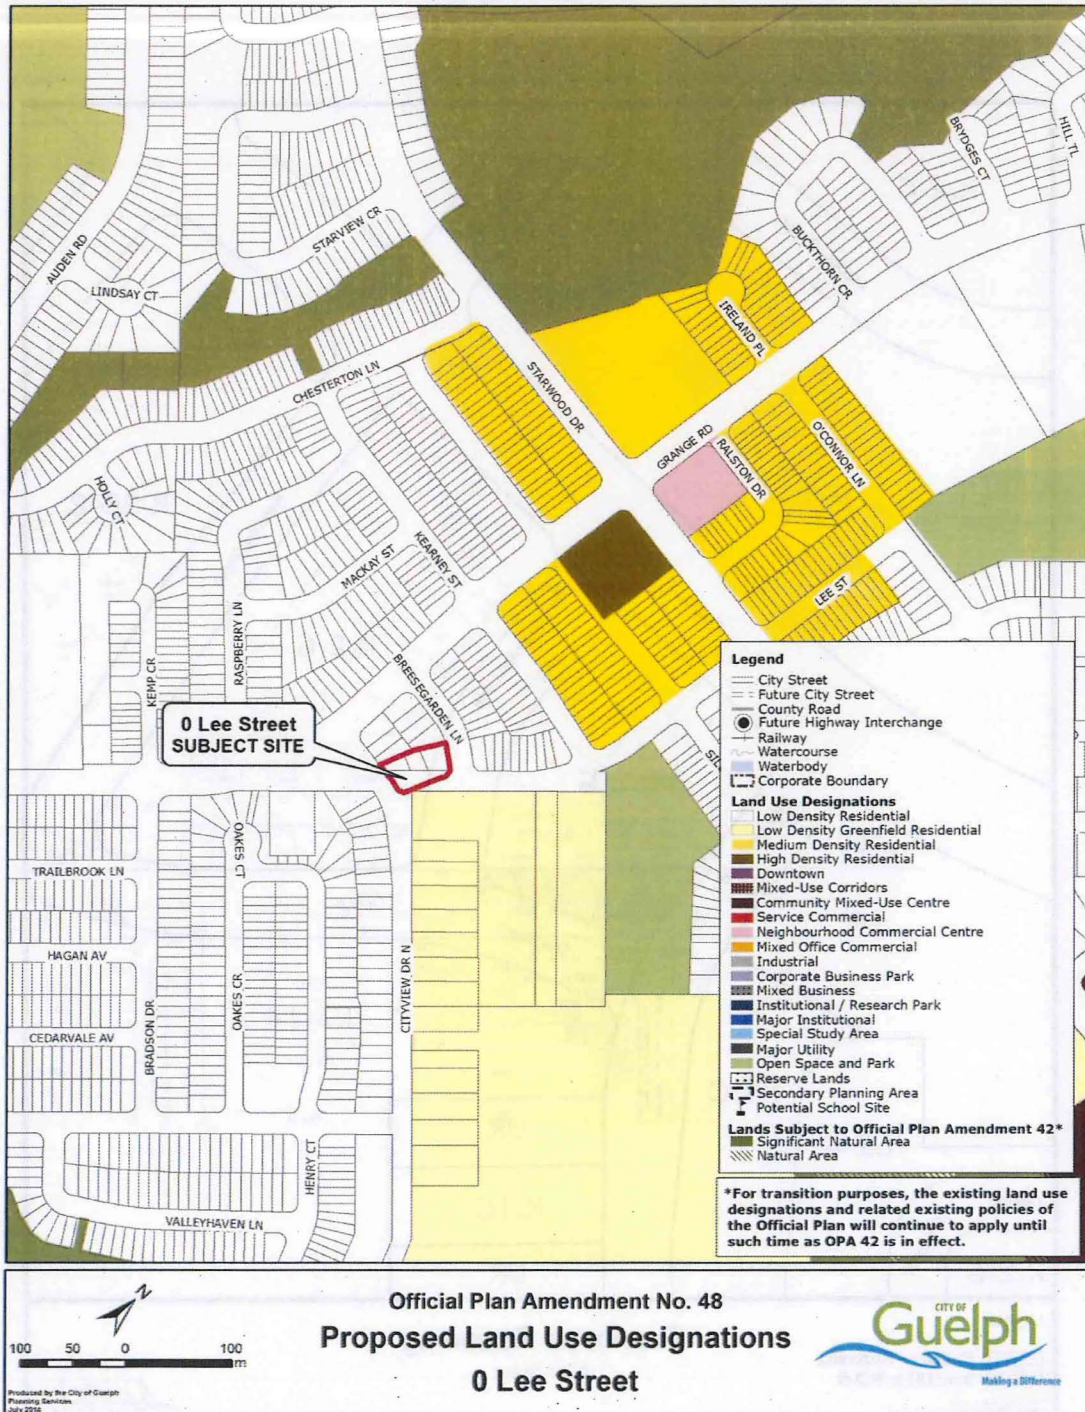 AUDEN RD
LINDSAY CT
STARVIEW CR
CHESTERTON LN
HOLLY CT
STARWOOD DR
BUCKTHORN CR
BRYDGES CT
HILL TL
IRELAND PL
GRANGE RD
RALSTON DR
O'CONNOR LN
LEE ST
KEARNEY ST
MACKAY ST
RASPBERRY LN
KEMP CR
BREESEGARDEN LN
0 Lee Street
SUBJECT SITE
OAKES CT
TRAILBROOK LN
HAGAN AV
CEDARVALE AV
BRADSON DR
OAKES CR
CITYVIEW DR N
HENRY CT
VALLEYHAVEN LN
Legend
City Street
Future City Street
County Road
Future Highway Interchange
Railway
Watercourse
Waterbody
Corporate Boundary
Land Use Designations
Low Density Residential
Low Density Greenfield Residential
Medium Density Residential
High Density Residential
Downtown
Mixed-Use Corridors
Community Mixed-Use Centre
Service Commercial
Neighbourhood Commercial Centre
Mixed Office Commercial
Industrial
Corporate Business Park
Mixed Business
Institutional / Research Park
Major Institutional
Special Study Area
Major Utility
Open Space and Park
Reserve Lands
Secondary Planning Area
Potential School Site
Lands Subject to Official Plan Amendment 42*
Significant Natural Area
Natural Area
*For transition purposes, the existing land use
designations and related existing policies of
the Official Plan will continue to apply until
such time as OPA 42 is in effect.
N
100 50 0 100
m
Produced by the City of Guelph
Planning Services
July 2014
Official Plan Amendment No. 48
Proposed Land Use Designations
0 Lee Street
CITY OF
Guelph
Making a Difference